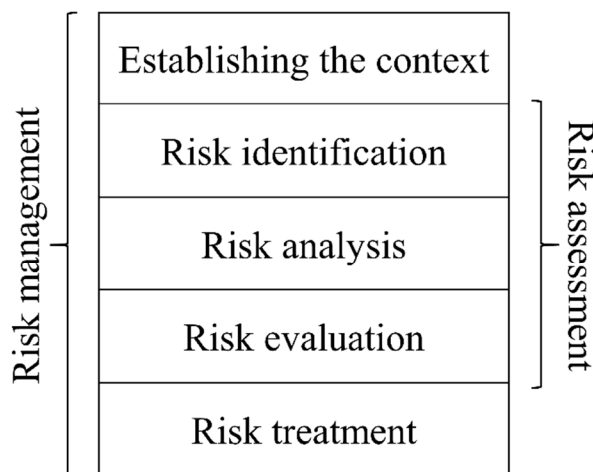 Risk management
Establishing the context
Risk identification
Risk analysis
Risk evaluation
Risk treatment
Risk assessment